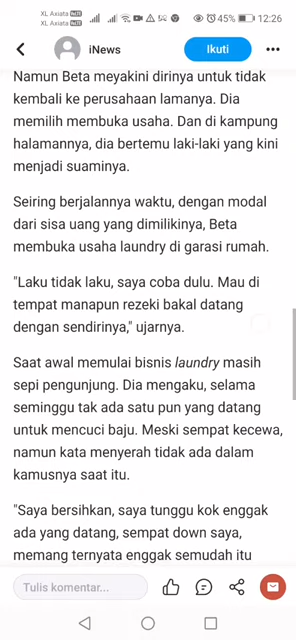 XL Axiata
XL Axiata
45% 12:26
iNews
Ikuti
Namun Beta meyakini dirinya untuk tidak
kembali ke perusahaan lamanya. Dia
memilih membuka usaha. Dan di kampung
halamannya, dia bertemu laki-laki yang kini
menjadi suaminya.
Seiring berjalannya waktu, dengan modal
dari sisa uang yang dimilikinya, Beta
membuka usaha laundry di garasi rumah.
"Laku tidak laku, saya coba dulu. Mau di
tempat manapun rezeki bakal datang
dengan sendirinya," ujarnya.
Saat awal memulai bisnis laundry masih
sepi pengunjung. Dia mengaku, selama
seminggu tak ada satu pun yang datang
untuk mencuci baju. Meski sempat kecewa,
namun kata menyerah tidak ada dalam
kamusnya saat itu.
"Saya bersihkan, saya tunggu kok enggak
ada yang datang, sempat down saya,
memang ternyata enggak semudah itu
Tulis komentar...